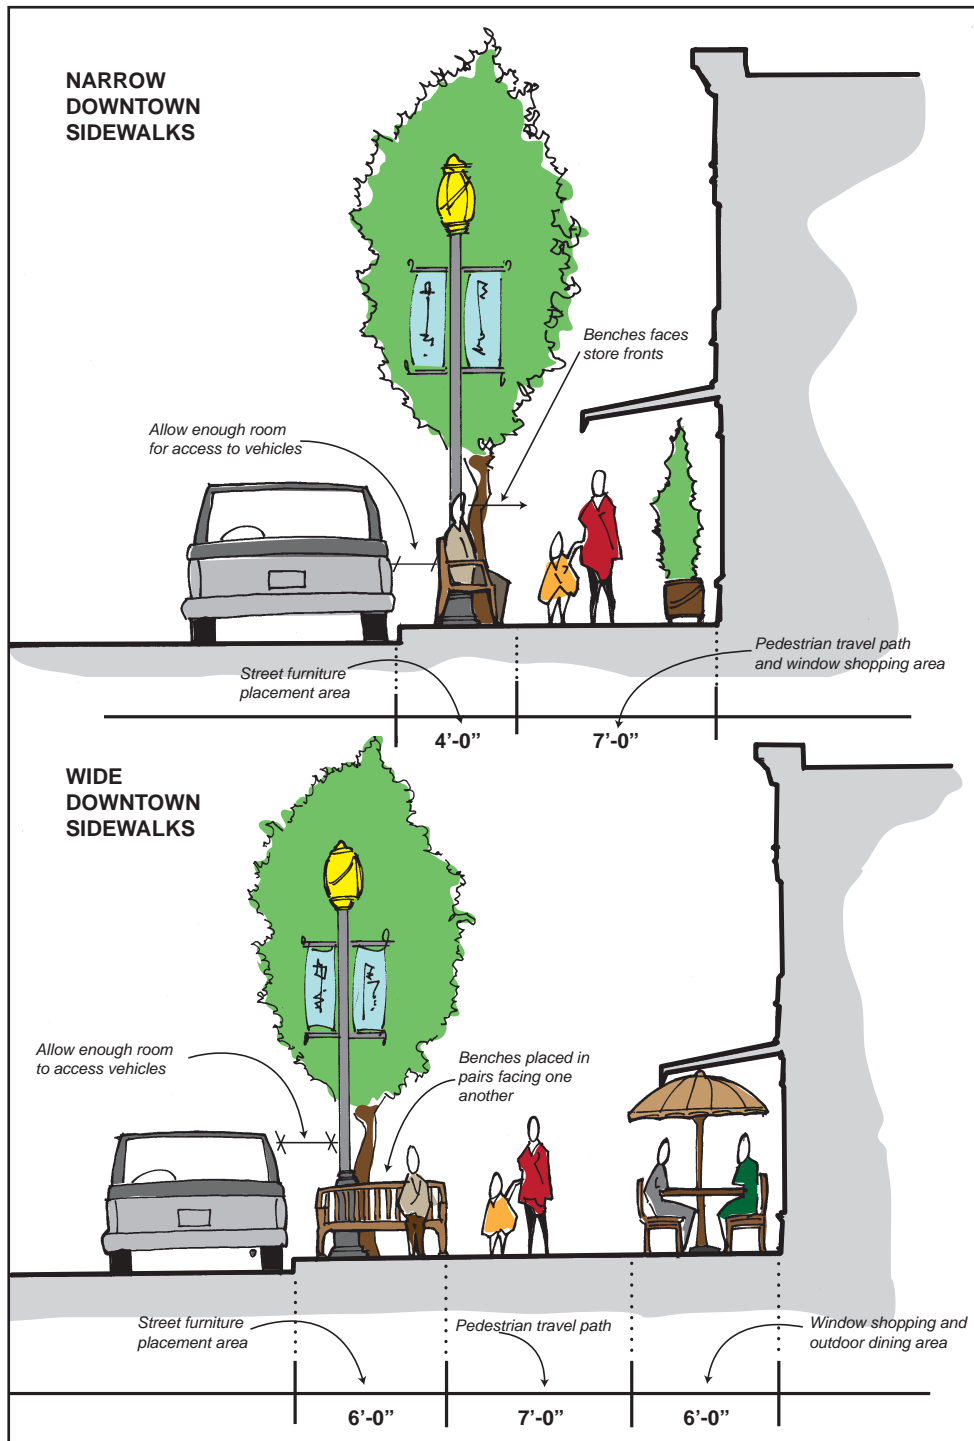 NARROW
DOWNTOWN
SIDEWALKS
Benches faces
store fronts
Allow enough room
for access to vehicles
Street furniture
placement area
Pedestrian travel path
and window shopping area
4’-0”
7’-0”
WIDE
DOWNTOWN
SIDEWALKS
Allow enough room
to access vehicles
Benches placed in
pairs facing one
another
Street furniture
placement area
Pedestrian travel path
Window shopping and
outdoor dining area
6’-0”
7’-0”
6’-0”